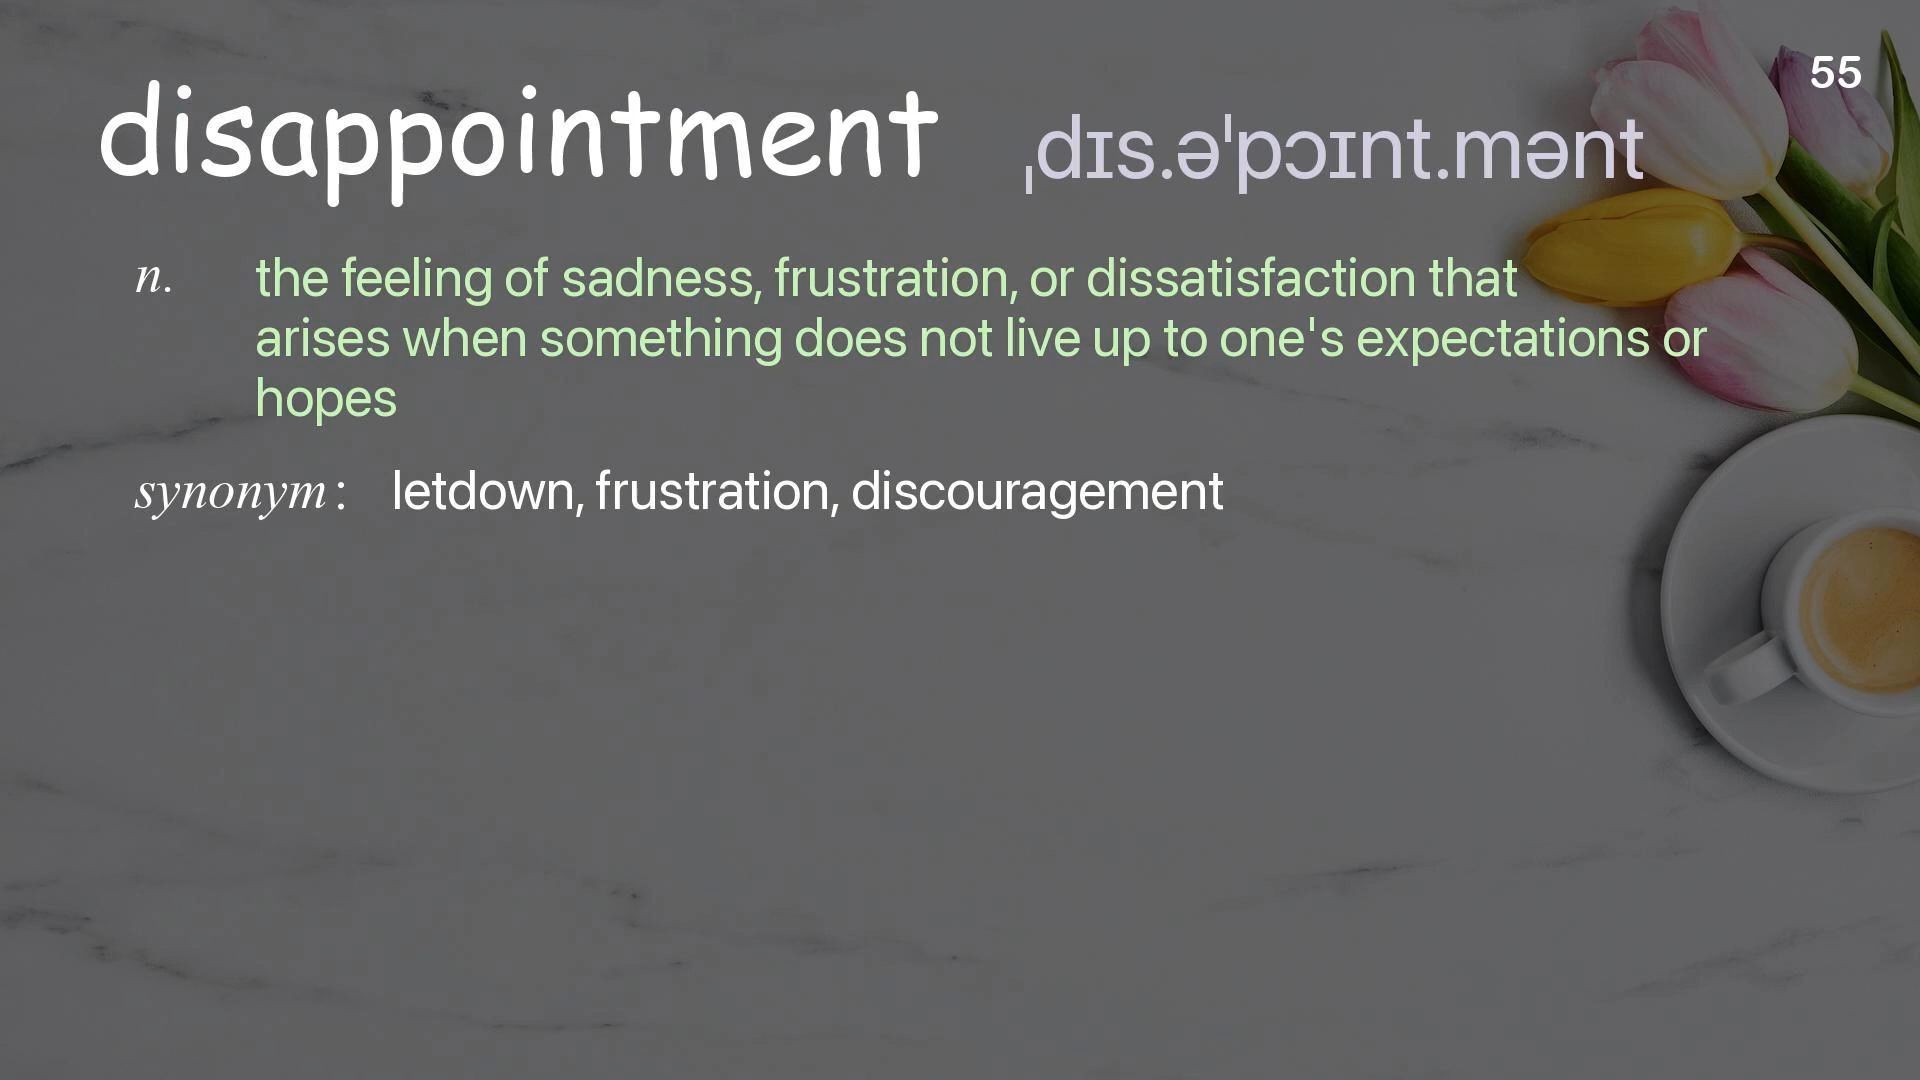 55
disappointment ˌdɪs.əˈpɔɪnt.mənt
n. the feeling of sadness, frustration, or dissatisfaction that
arises when something does not live up to one's expectations or
hopes
synonym : letdown, frustration, discouragement